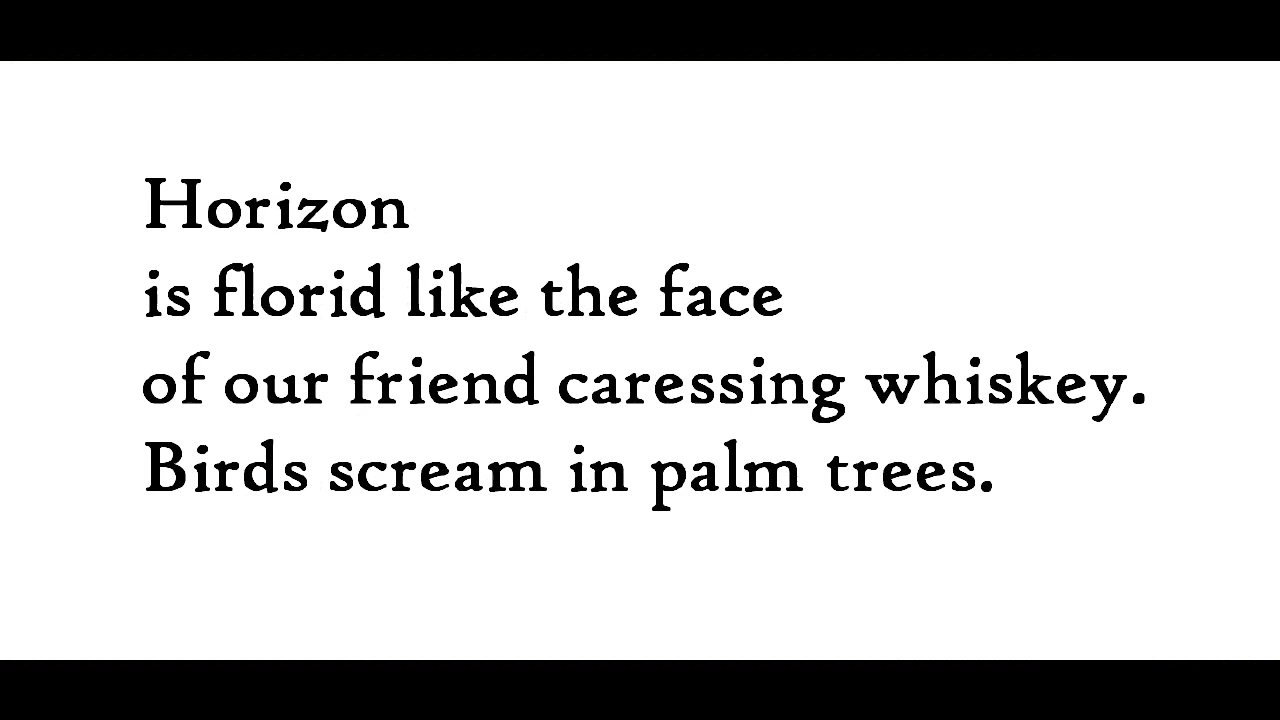 Horizon
is florid like the face
of our friend caressing whiskey.
Birds scream in palm trees.